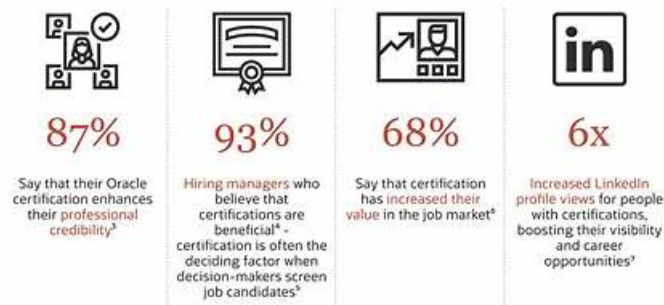 in
87%
Say that their Oracle
certification enhances
their professional
credibility³
93%
Hiring managers who
believe that
certifications are
beneficial⁴ -
certification is often the
deciding factor when
decision-makers screen
job candidates⁵
68%
Say that certification
has increased their
value in the job market⁶
6x
Increased LinkedIn
profile views for people
with certifications,
boosting their visibility
and career
opportunities⁷